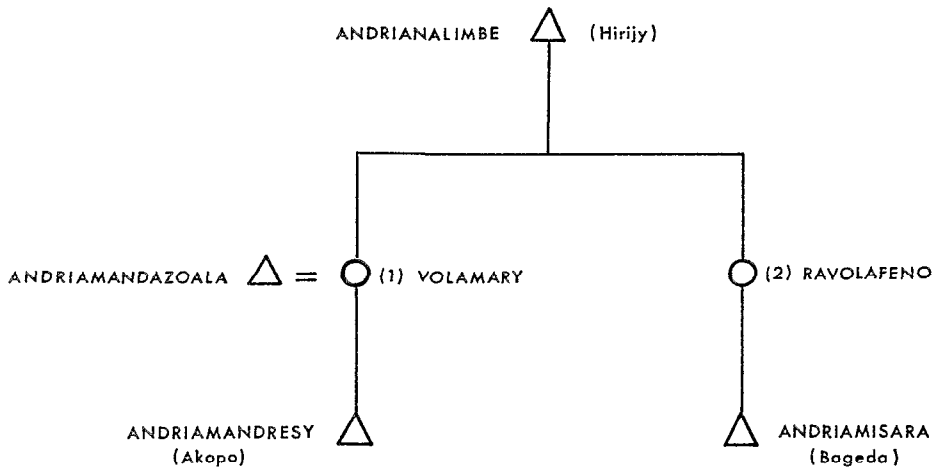 ANDRIANALIMBE (Hirijy)
ANDRIAMANDAZOALA = (1) VOLAMARY (2) RAVOLAFENO
ANDRIAMANDRESY ANDRIAMISARA
(Akopo) (Bageda)